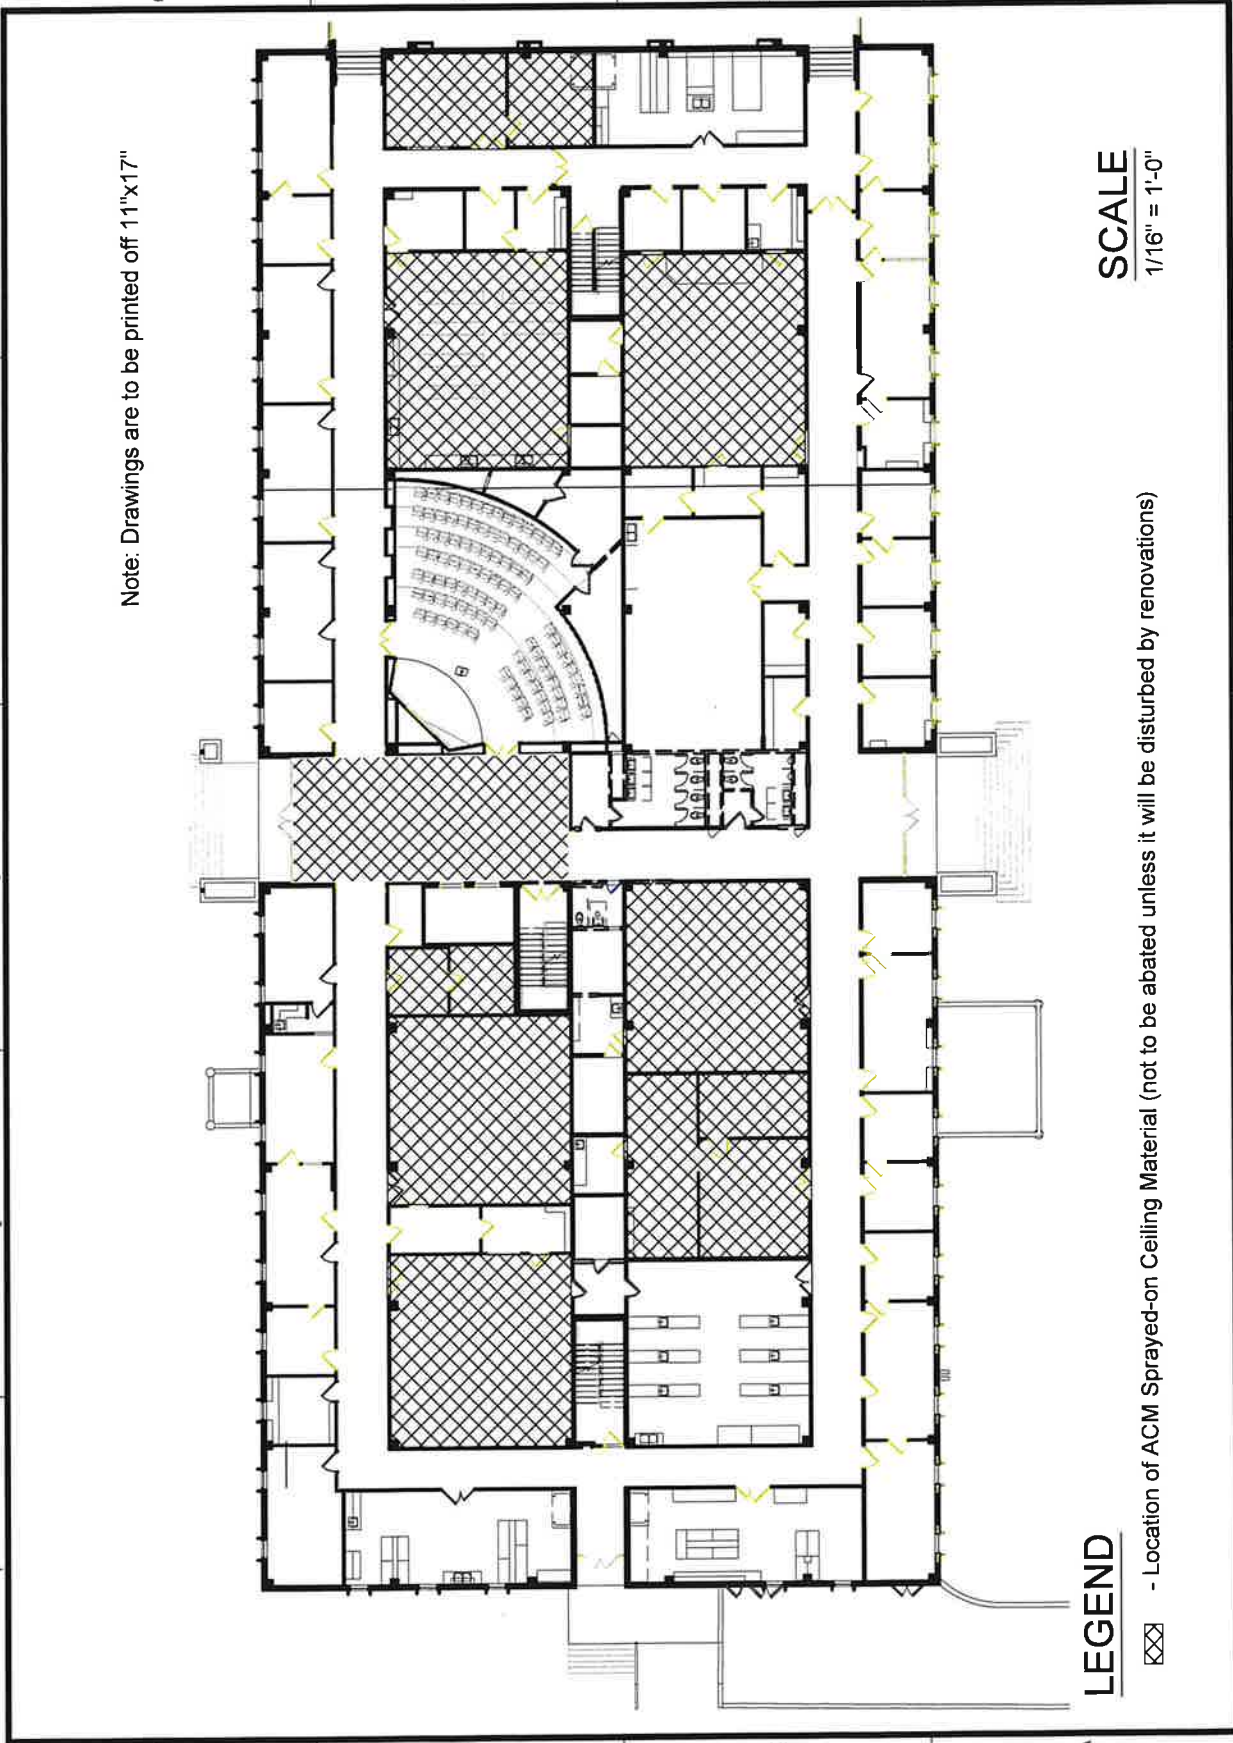 Note: Drawings are to be printed off 11"x17"
SCALE
1/16" = 1'-0"
LEGEND
- Location of ACM Sprayed-on Ceiling Material (not to be abated unless it will be disturbed by renovations)